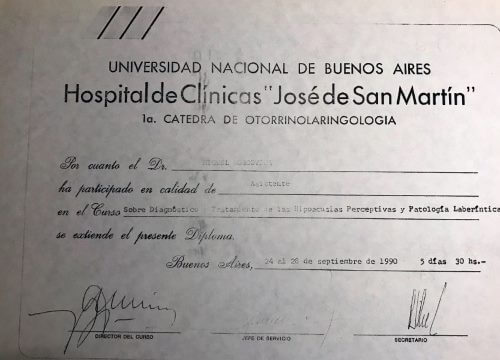 UNIVERSIDAD NACIONAL DE BUENOS AIRES
Hospital de Clínicas "José de San Martín"
1a. CATEDRA DE OTORRINOLARINGOLOGIA
Por cuanto el Dr.
ha participado en calidad de Asistente
en el Curso Sobre Diagnóstico Tratamiento de las Hipoacusias Perceptivas y Patología Laberíntica
se extiende el presente Diploma.
Buenos Aires, 24 al 28 de septiembre de 1990 5 días 30 hs.-
DIRECTOR DEL CURSO JEFE DE SERVICIO SECRETARIO